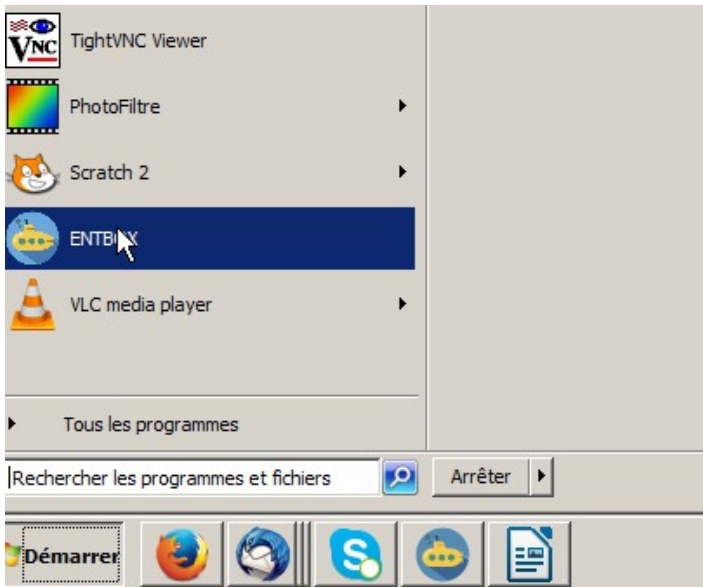 VNC TightVNC Viewer
PhotoFiltre
Scratch 2
ENTBOX
VLC media player
Tous les programmes
Rechercher les programmes et fichiers Arrêter
Démarrer S